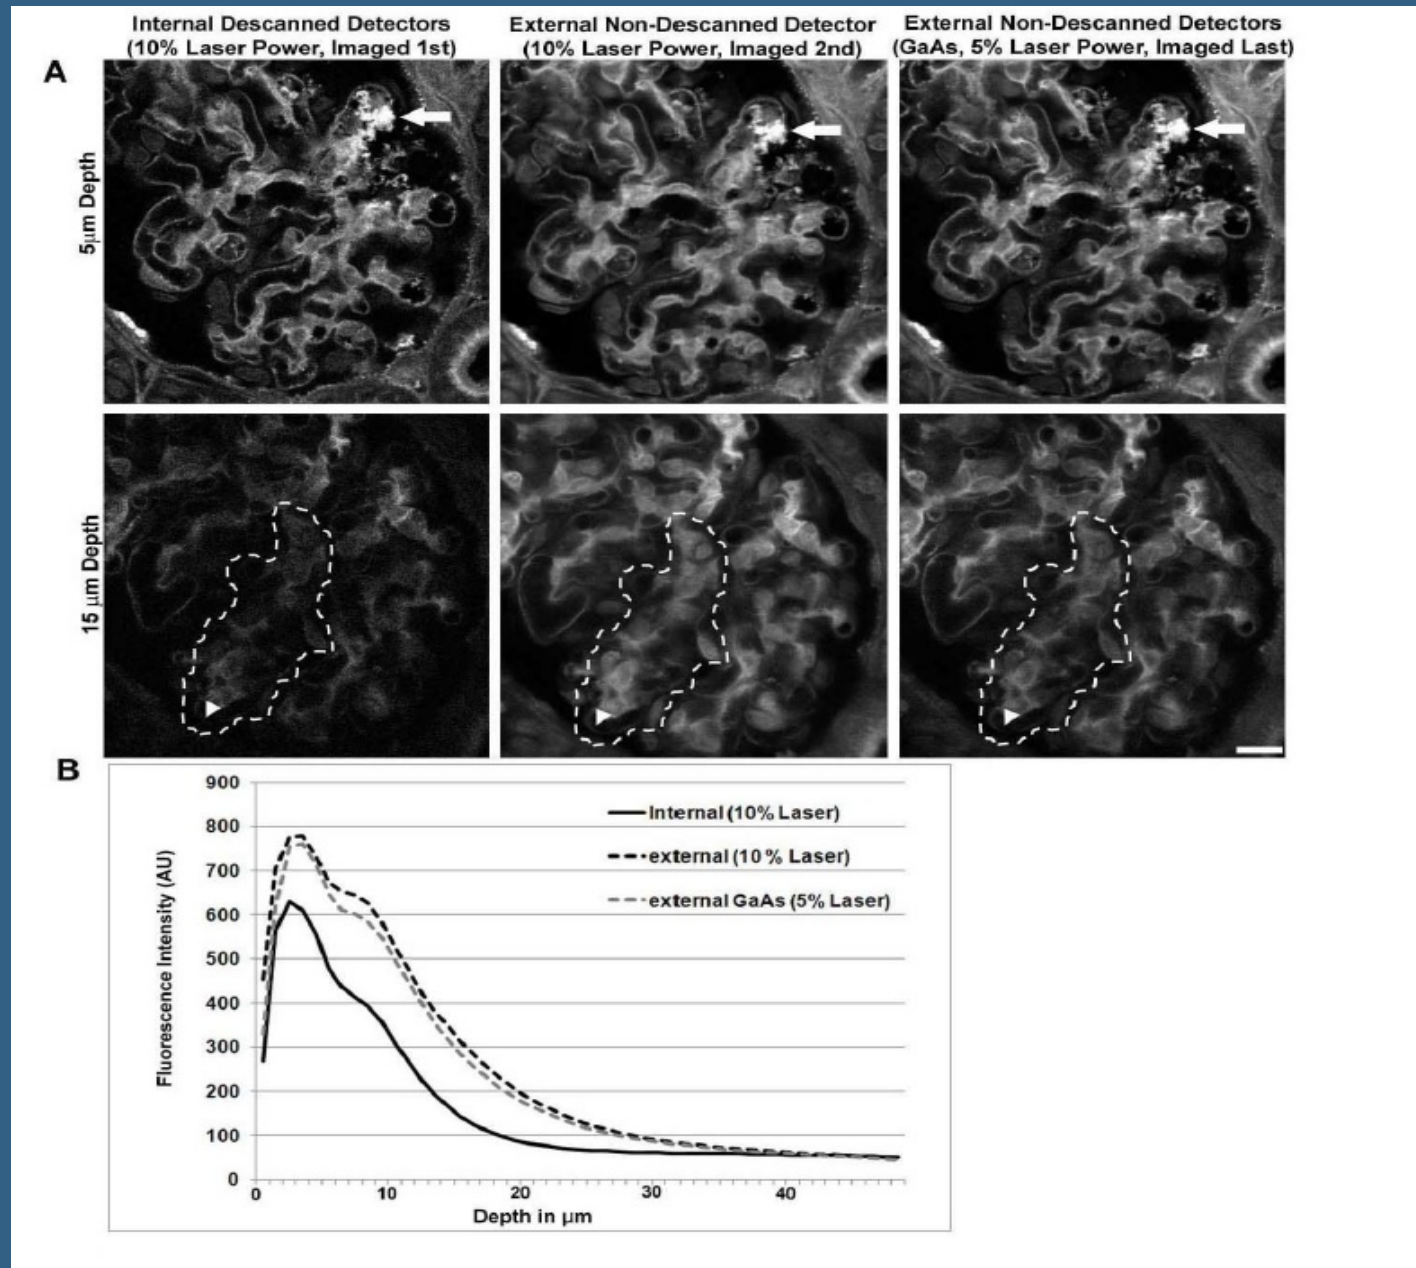 Internal Descanned Detectors
(10% Laser Power, Imaged 1st)
External Non-Descanned Detector
(10% Laser Power, Imaged 2nd)
External Non-Descanned Detectors
(GaAs, 5% Laser Power, Imaged Last)
A
5μm Depth
15 μm Depth
B
900
800
700
600
500
400
300
200
100
0
Fluorescence Intensity (AU)
Internal (10% Laser)
external (10% Laser)
external GaAs (5% Laser)
0
10
20
30
40
Depth in μm